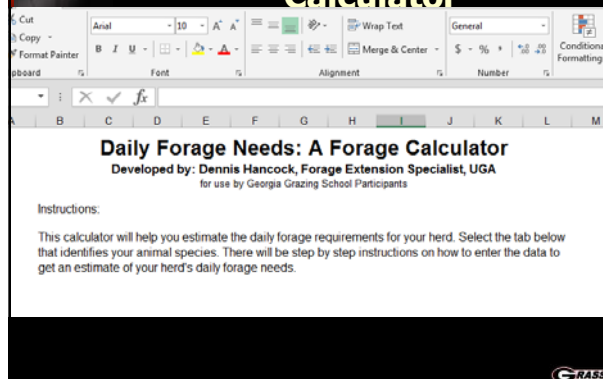 Calculator
Cut
Copy
Format Painter
Arial
10
A A
Wrap Text
General
B I U
A
Merge & Center
$ - % ,
Conditional
Formatting
pboard
Font
Alignment
Number
fx
B C D E F G H I J K L M
Daily Forage Needs: A Forage Calculator
Developed by: Dennis Hancock, Forage Extension Specialist, UGA
for use by Georgia Grazing School Participants
Instructions:
This calculator will help you estimate the daily forage requirements for your herd. Select the tab below
that identifies your animal species. There will be step by step instructions on how to enter the data to
get an estimate of your herd's daily forage needs.
GRASS